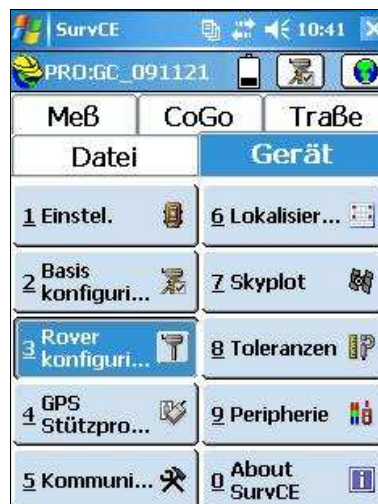 SurvCE 10:41
PRO:GC_091121
Meß CoGo Traße
Datei Gerät
1 Einstel.
6 Lokalisier...
2 Basis
konfiguri...
7 Skyplot
3 Rover
konfiguri...
8 Toleranzen
4 GPS
Stützpro...
9 Peripherie
5 Kommuni...
0 About
SurvCE